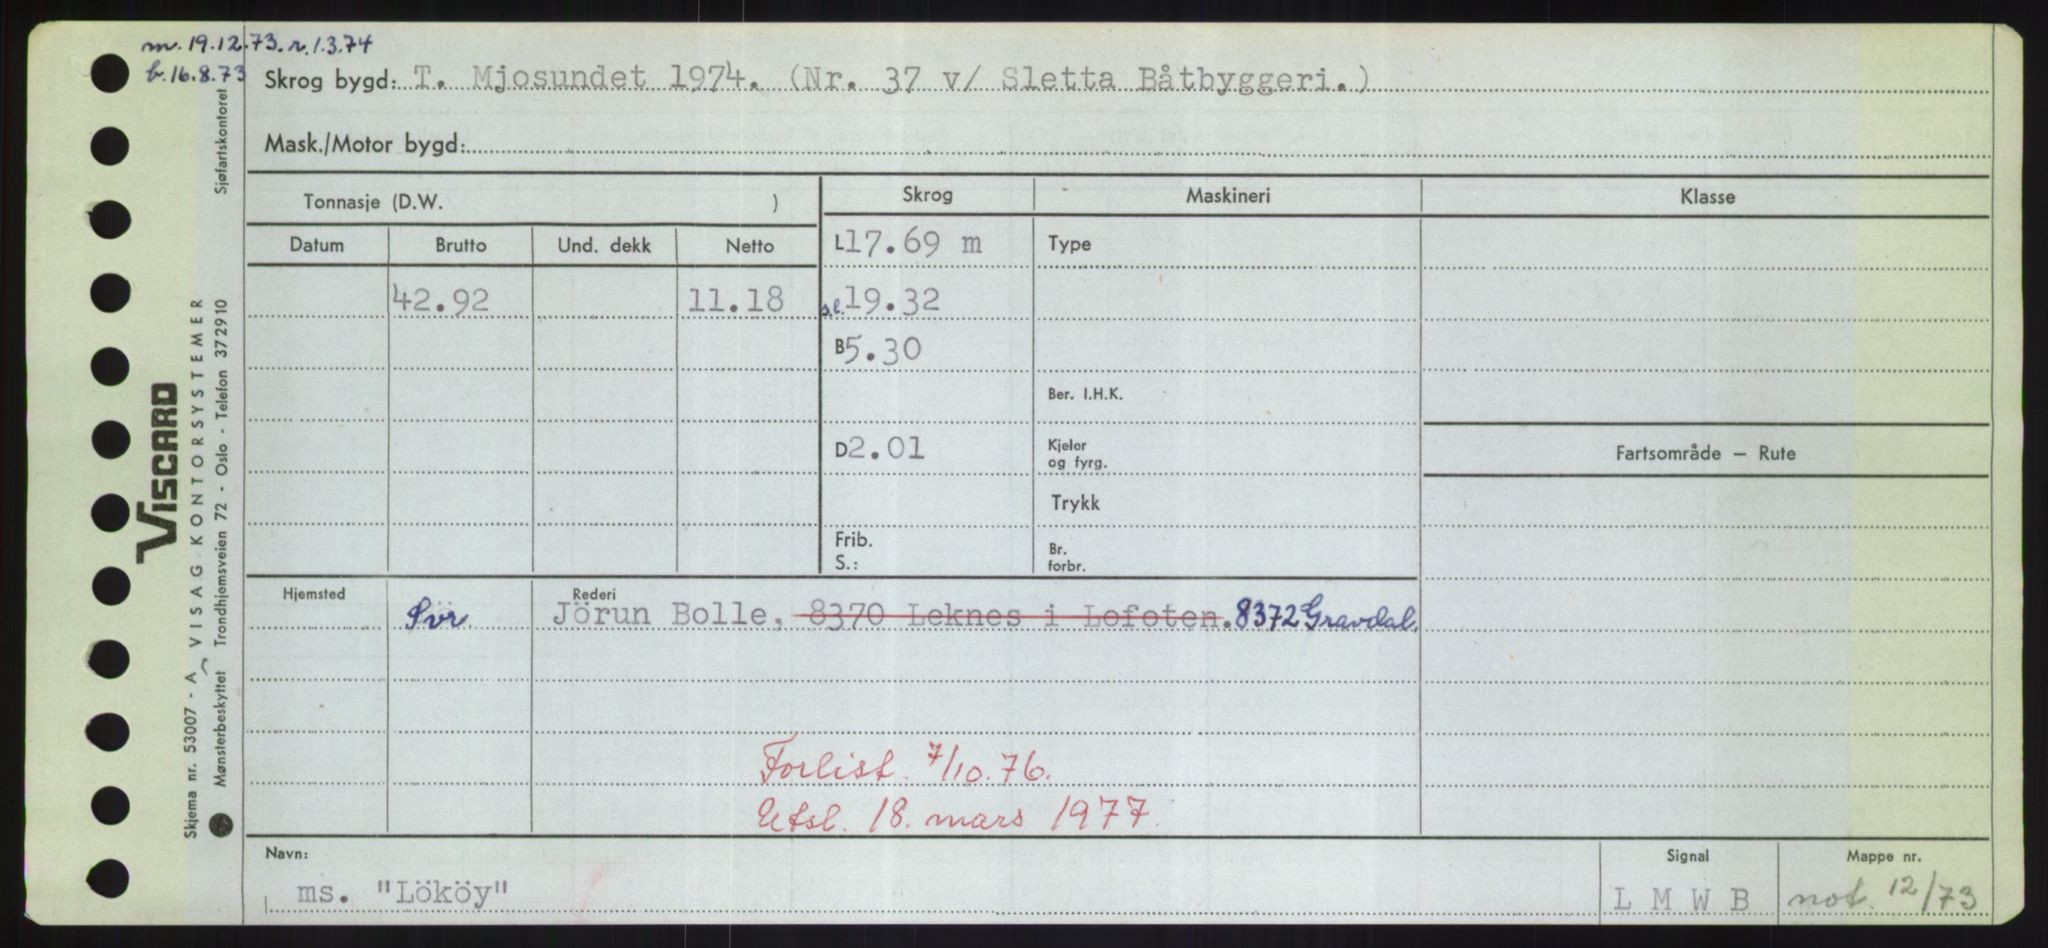 m. 19.12.73. r. 1.3.74
b. 16.8.73
Skrog bygd: T. Mjosundet 1974. (Nr. 37 v/ Sletta Båtbyggeri.)
Mask./Motor bygd:
Tonnasje (D.W. )
Skrog Maskineri Klasse
Datum Brutto Und. dekk Netto
L 17.69 m Type
42.92 11.18 s.l. 19.32
B 5.30
Ber. I.H.K.
D 2.01 Kjeler
og fyrg.
Fartsområde – Rute
Trykk
Frib.
S.:
Br.
forbr.
Hjemsted Rederi
Svr Jörun Bolle, 8370 Leknes i Lofoten. 8372 Gravdal.
Forlist. 7/10.76.
Utsl. 18. mars 1977.
Navn: Signal Mappe nr.
ms. "Lököy" L M W B not. 12/73
VISCARD
Skjema nr. 53007 - A VISAG KONTORSYSTEMER
Mønsterbeskyttet Trondhjemsveien 72 - Oslo - Telefon 372910 Sjøfartskontoret